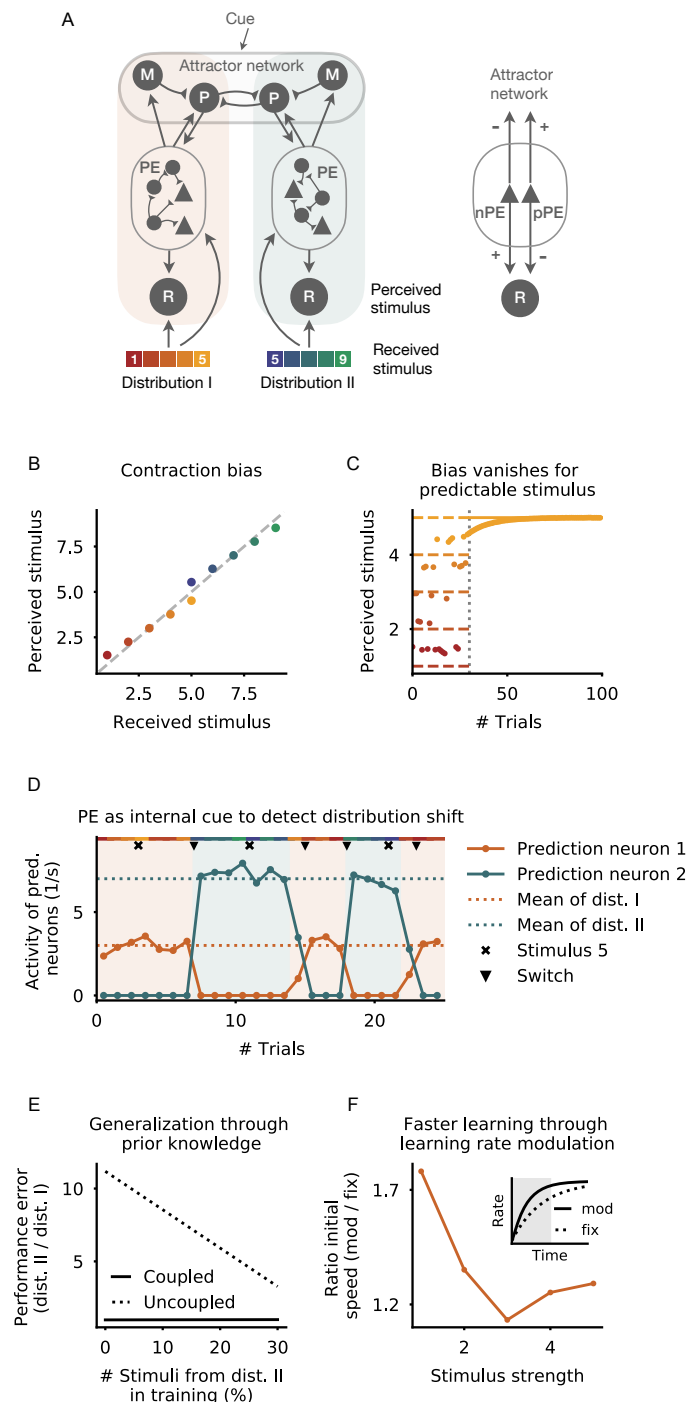 A
Cue
Attractor network
M
M
P
P
PE
PE
R
R
Perceived
stimulus
Received
stimulus
1
5
5
9
Distribution I
Distribution II
Attractor
network
-
+
nPE
pPE
+
-
R
B
Contraction bias
Perceived stimulus
7.5
5.0
2.5
2.5
5.0
7.5
Received stimulus
C
Bias vanishes for
predictable stimulus
Perceived stimulus
4
2
0
50
100
# Trials
D
PE as internal cue to detect distribution shift
Activity of pred.
neurons (1/s)
5
0
0
10
20
# Trials
Prediction neuron 1
Prediction neuron 2
Mean of dist. I
Mean of dist. II
Stimulus 5
Switch
E
Generalization through
prior knowledge
Performance error
(dist. II / dist. I)
10
5
Coupled
Uncoupled
0
10
20
30
# Stimuli from dist. II
in training (%)
F
Faster learning through
learning rate modulation
Ratio initial
speed (mod / fix)
1.7
1.2
Rate
mod
fix
Time
2
4
Stimulus strength